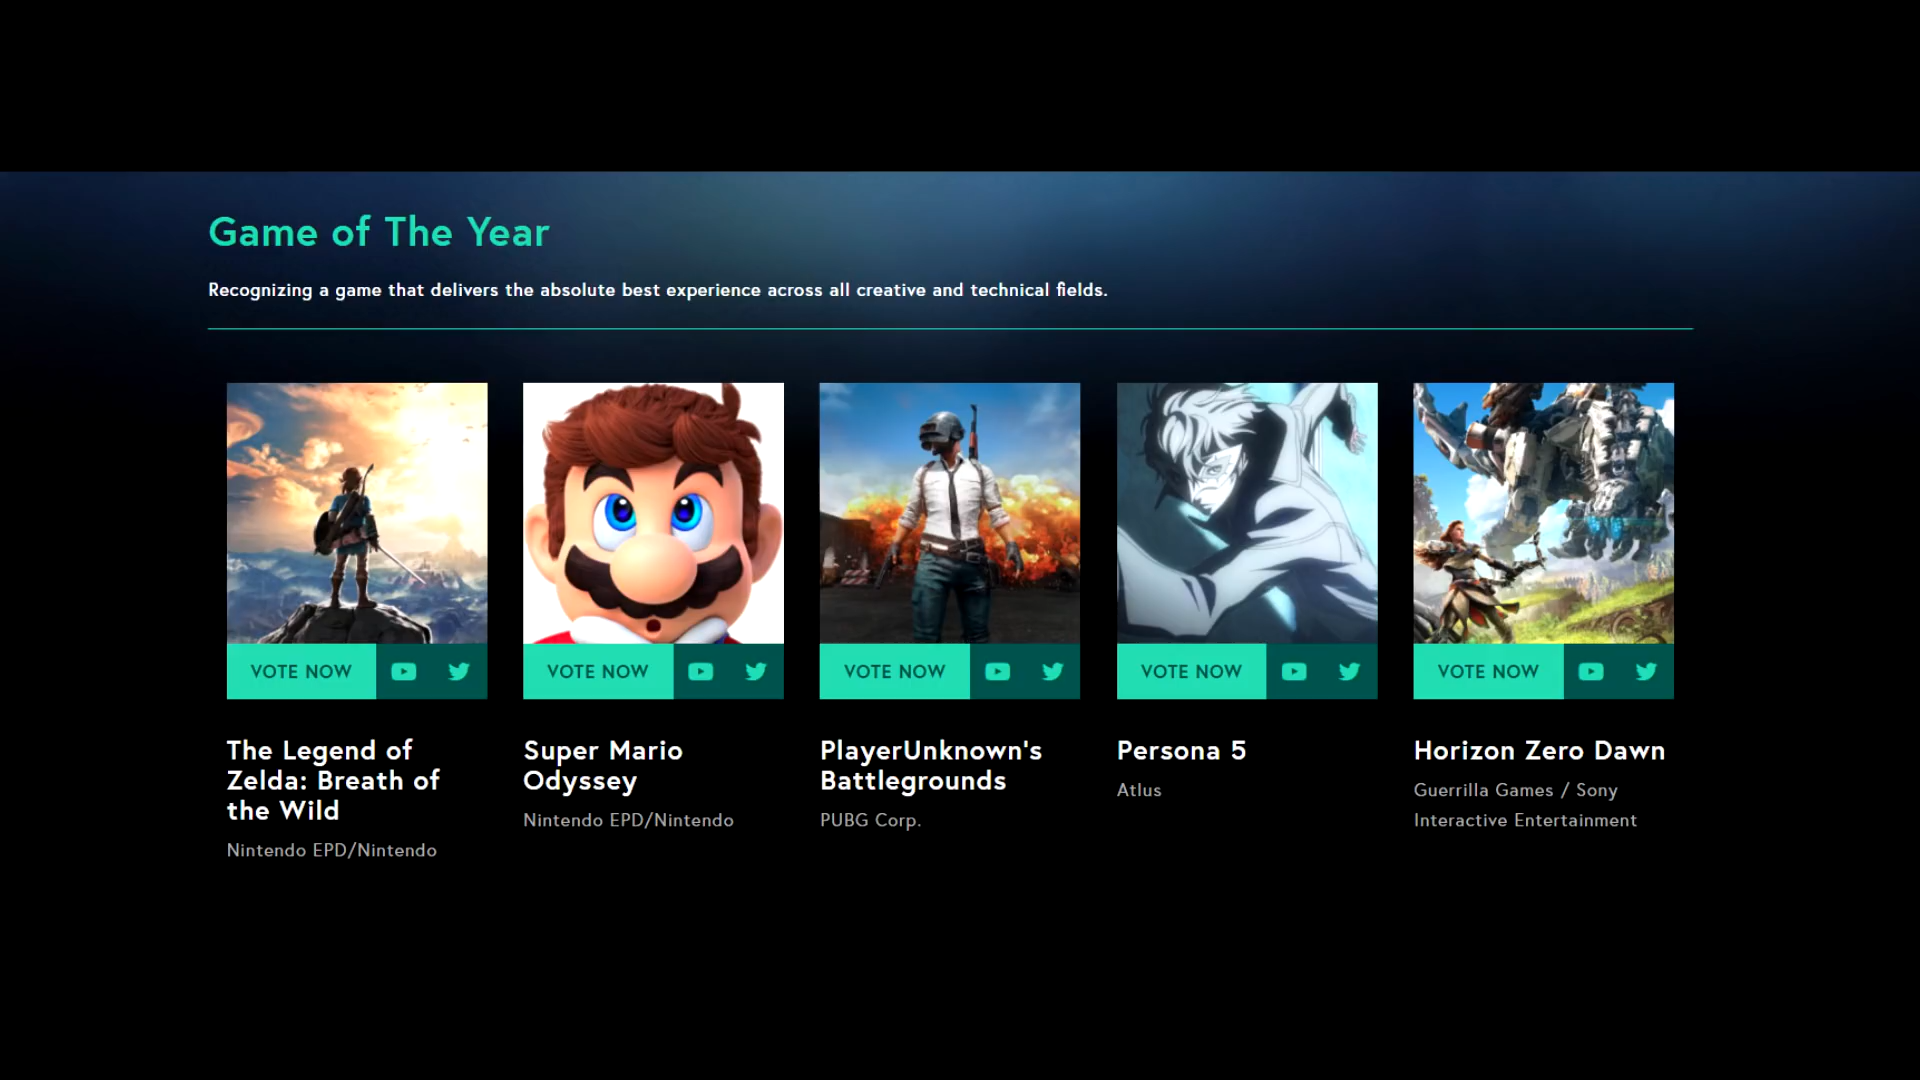 Game of The Year
Recognizing a game that delivers the absolute best experience across all creative and technical fields.
VOTE NOW
VOTE NOW
VOTE NOW
VOTE NOW
VOTE NOW
The Legend of
Zelda: Breath of
the Wild
Nintendo EPD/Nintendo
Super Mario
Odyssey
Nintendo EPD/Nintendo
PlayerUnknown's
Battlegrounds
PUBG Corp.
Persona 5
Atlus
Horizon Zero Dawn
Guerrilla Games / Sony
Interactive Entertainment